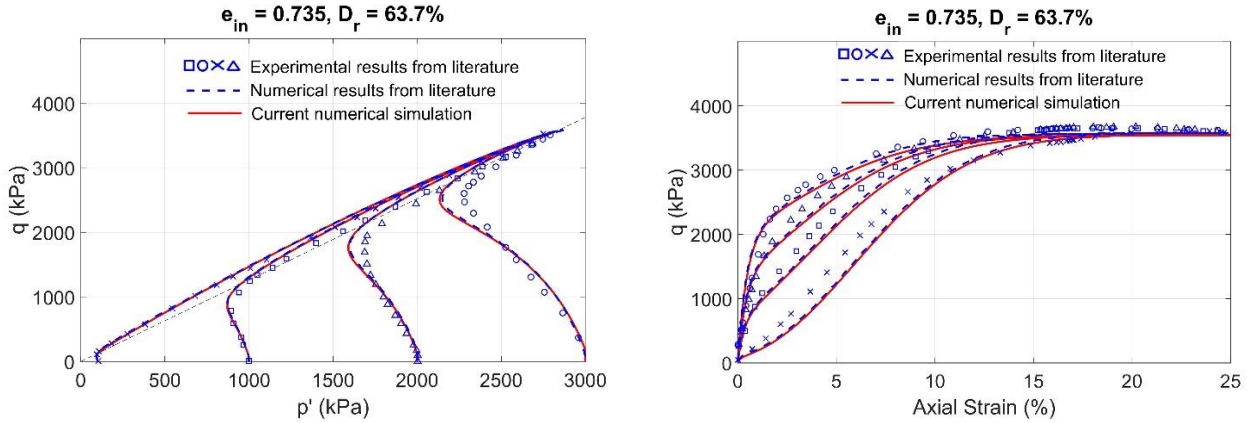 e_in = 0.735, D_r = 63.7%
Experimental results from literature
Numerical results from literature
Current numerical simulation
4000
3000
2000
1000
0
0 500 1000 1500 2000 2500 3000
q (kPa)
p' (kPa)
e_in = 0.735, D_r = 63.7%
Experimental results from literature
Numerical results from literature
Current numerical simulation
4000
3000
2000
1000
0
0 5 10 15 20 25
q (kPa)
Axial Strain (%)